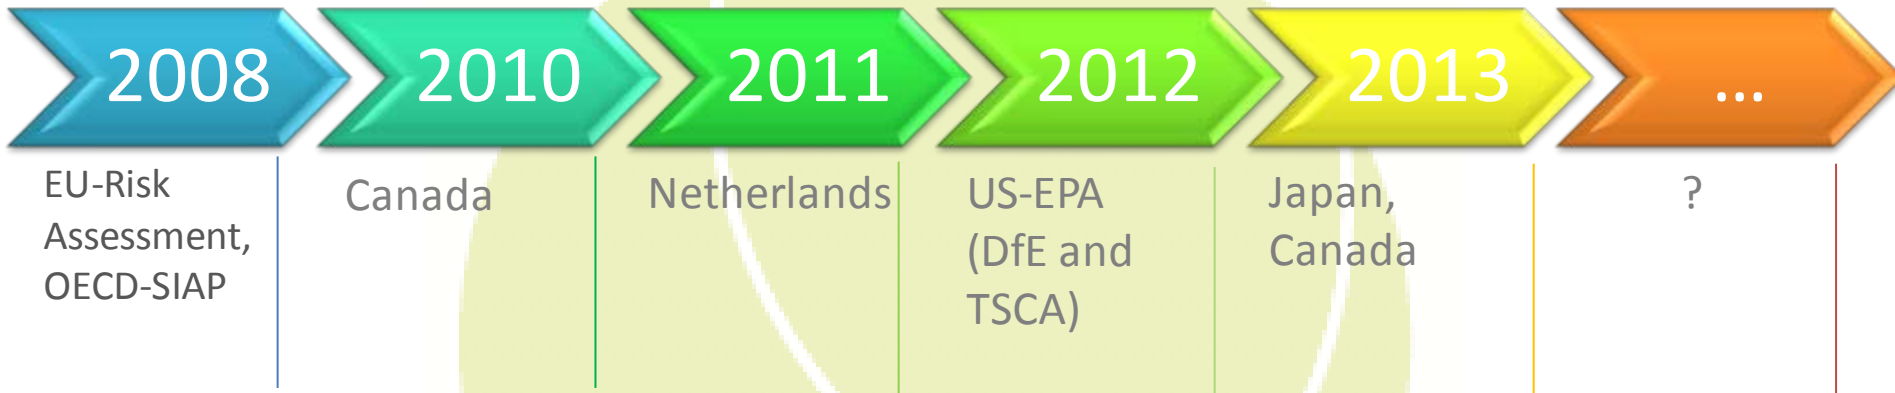 2008
2010
2011
2012
2013
...
EU-Risk
Assessment,
OECD-SIAP
Canada
Netherlands
US-EPA
(DfE and
TSCA)
Japan,
Canada
?